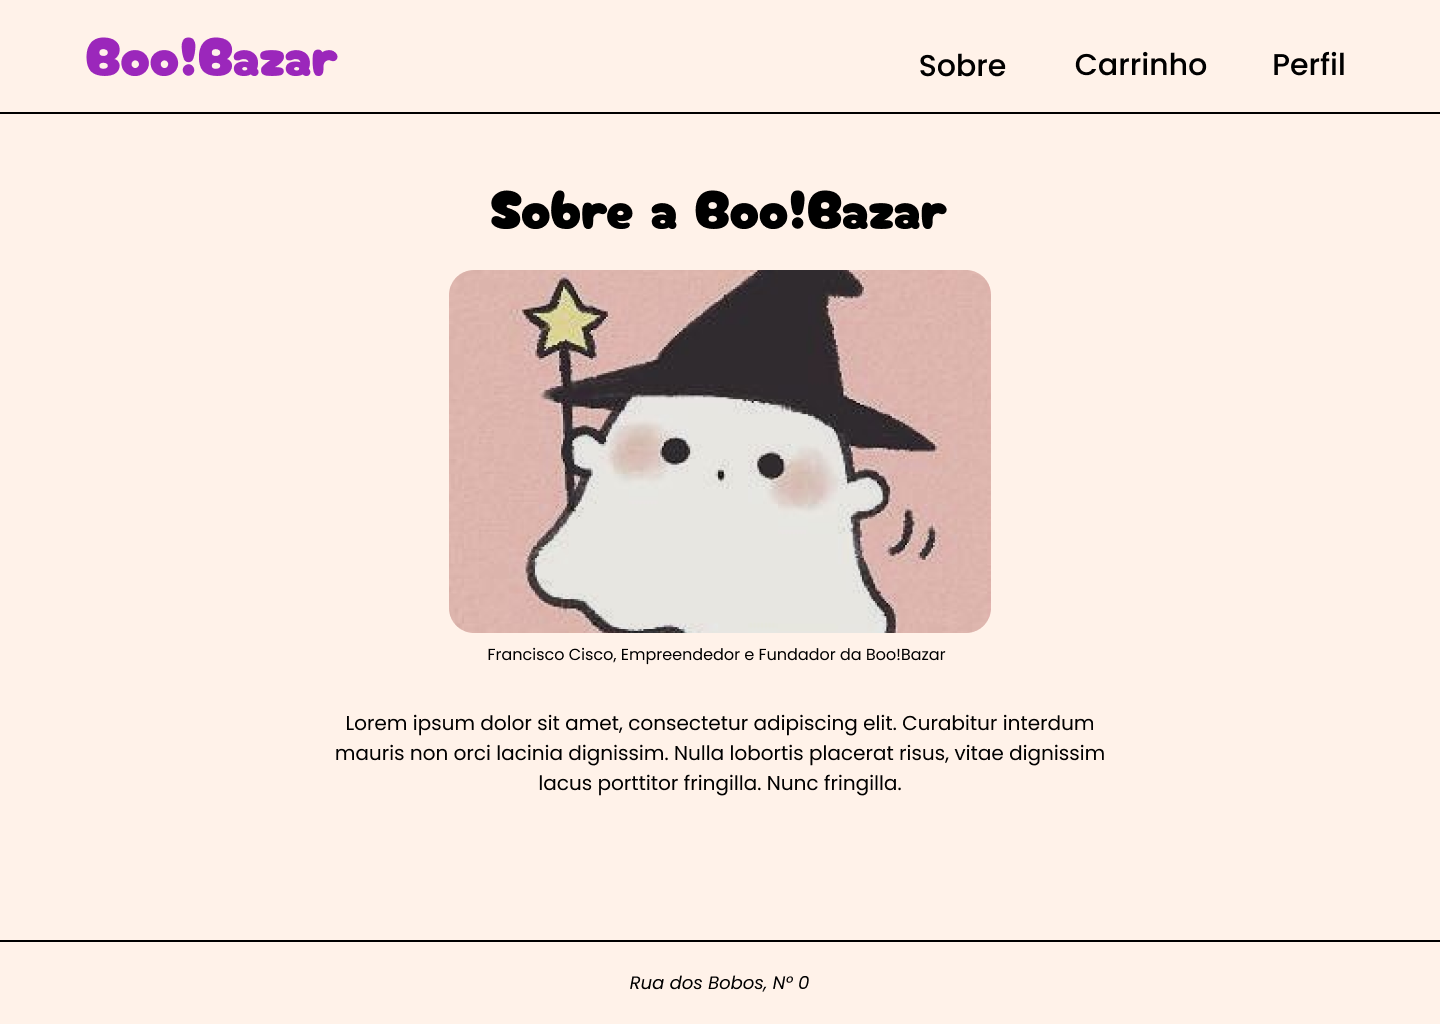 Boo!Bazar
Sobre
Carrinho
Perfil
Sobre a Boo!Bazar
Francisco Cisco, Empreendedor e Fundador da Boo!Bazar
Lorem ipsum dolor sit amet, consectetur adipiscing elit. Curabitur interdum
mauris non orci lacinia dignissim. Nulla lobortis placerat risus, vitae dignissim
lacus porttitor fringilla. Nunc fringilla.
Rua dos Bobos, Nº 0